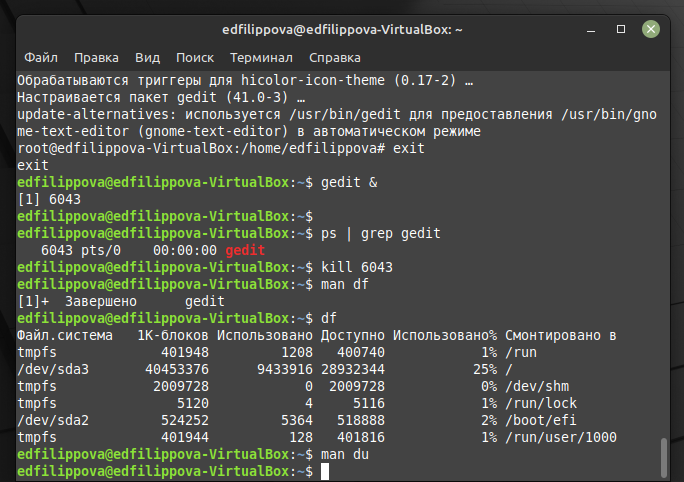 edfilippova@edfilippova-VirtualBox: ~
Файл Правка Вид Поиск Терминал Справка
Обрабатываются триггеры для hicolor-icon-theme (0.17-2) …
Настраивается пакет gedit (41.0-3) …
update-alternatives: используется /usr/bin/gedit для предоставления /usr/bin/gno
me-text-editor (gnome-text-editor) в автоматическом режиме
root@edfilippova-VirtualBox:/home/edfilippova# exit
exit
edfilippova@edfilippova-VirtualBox:~$ gedit &
[1] 6043
edfilippova@edfilippova-VirtualBox:~$
edfilippova@edfilippova-VirtualBox:~$ ps | grep gedit
   6043 pts/0    00:00:00 gedit
edfilippova@edfilippova-VirtualBox:~$ kill 6043
edfilippova@edfilippova-VirtualBox:~$ man df
[1]+  Завершено      gedit
edfilippova@edfilippova-VirtualBox:~$ df
Файл.система   1K-блоков Использовано Доступно Использовано% Смонтировано в
tmpfs             401948         1208   400740            1% /run
/dev/sda3       40453376      9433916 28932344           25% /
tmpfs            2009728            0  2009728            0% /dev/shm
tmpfs               5120            4     5116            1% /run/lock
/dev/sda2         524252         5364   518888            2% /boot/efi
tmpfs             401944          128   401816            1% /run/user/1000
edfilippova@edfilippova-VirtualBox:~$ man du
edfilippova@edfilippova-VirtualBox:~$